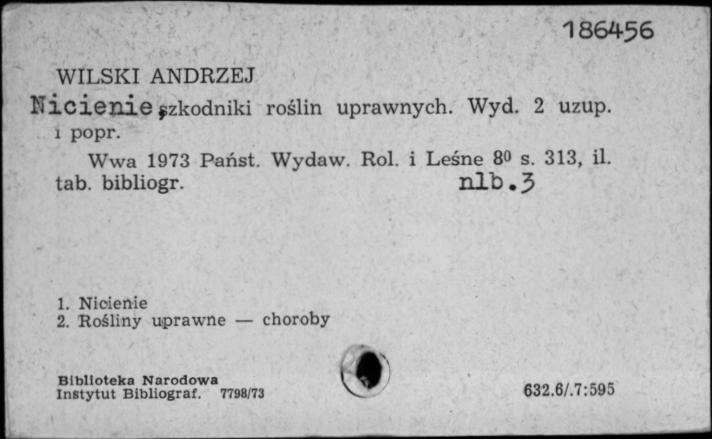 186456
WILSKI ANDRZEJ
Nicienie szkodniki roślin uprawnych. Wyd. 2 uzup.
i popr.
Wwa 1973 Państ. Wydaw. Rol. i Leśne 8⁰ s. 313, il.
tab. bibliogr. nlb.3
1. Nicienie
2. Rośliny uprawne — choroby
Biblioteka Narodowa
Instytut Bibliograf. 7798/73 632.6/.7:595